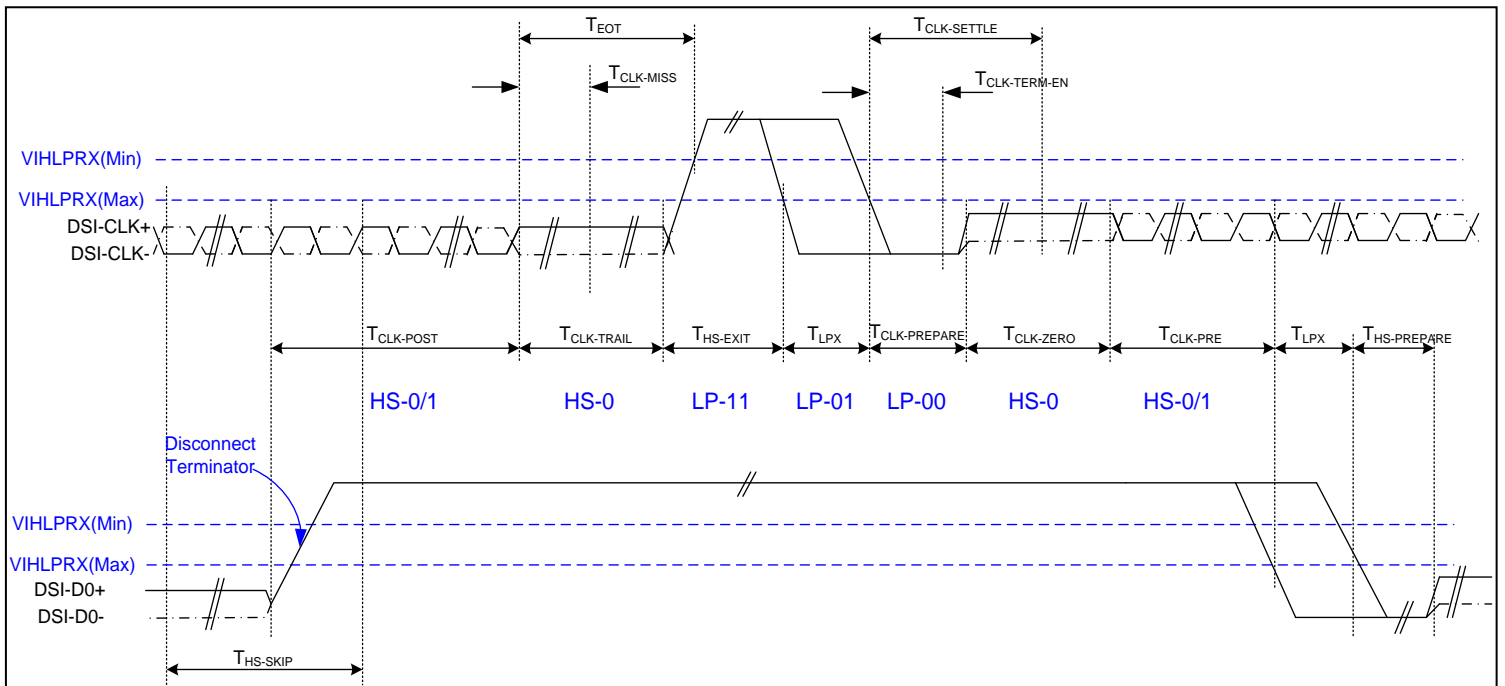 TEOT
TCLK-SETTLE
TCLK-MISS
TCLK-TERM-EN
VIHLPRX(Min)
VIHLPRX(Max)
DSI-CLK+
DSI-CLK-
TCLK-POST
TCLK-TRAIL
THS-EXIT
TLPX
TCLK-PREPARE
TCLK-ZERO
TCLK-PRE
TLPX
THS-PREPARE
HS-0/1
HS-0
LP-11
LP-01
LP-00
HS-0
HS-0/1
Disconnect
Terminator
VIHLPRX(Min)
VIHLPRX(Max)
DSI-D0+
DSI-D0-
THS-SKIP